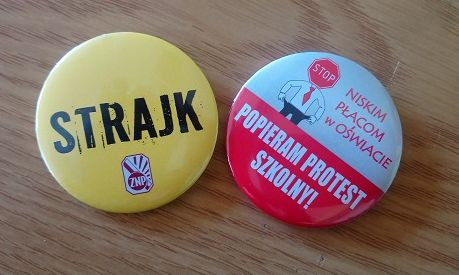 STRAJK
ZNP
STOP
NISKIM
PŁACOM
w OŚWIACIE
POPIERAM PROTEST
SZKOLNY!